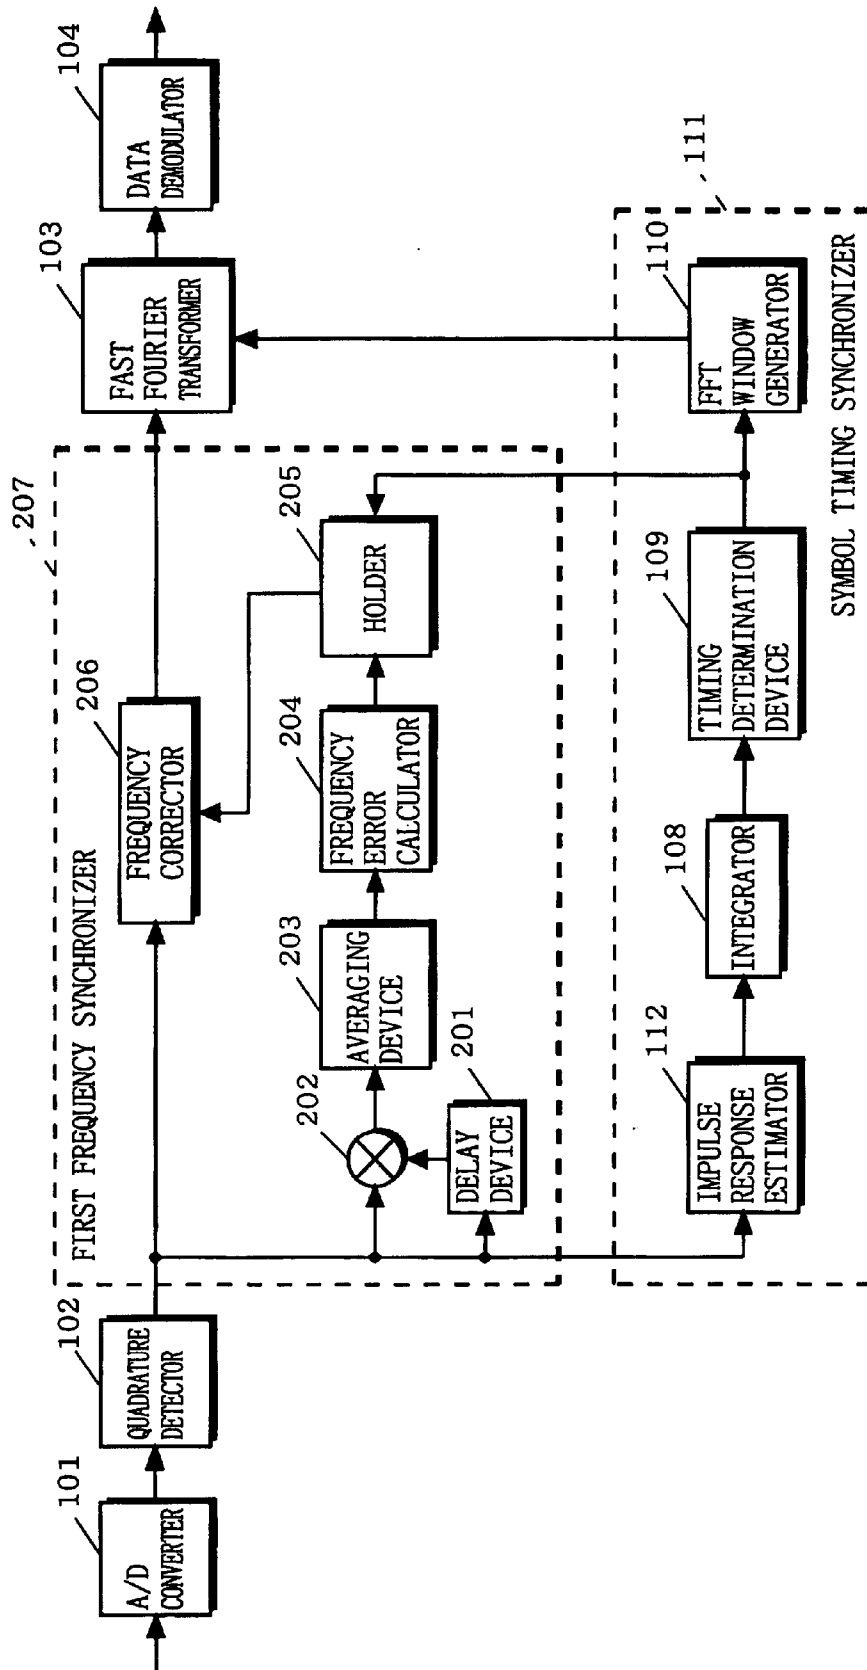 101
A/D
CONVERTER
102
QUADRATURE
DETECTOR
207
FIRST FREQUENCY SYNCHRONIZER
206
FREQUENCY
CORRECTOR
103
FAST
FOURIER
TRANSFORMER
104
DATA
DEMODULATOR
202
201
DELAY
DEVICE
203
AVERAGING
DEVICE
204
FREQUENCY
ERROR
CALCULATOR
205
HOLDER
112
IMPULSE
RESPONSE
ESTIMATOR
108
INTEGRATOR
109
TIMING
DETERMINATION
DEVICE
110
FFT
WINDOW
GENERATOR
111
SYMBOL TIMING SYNCHRONIZER